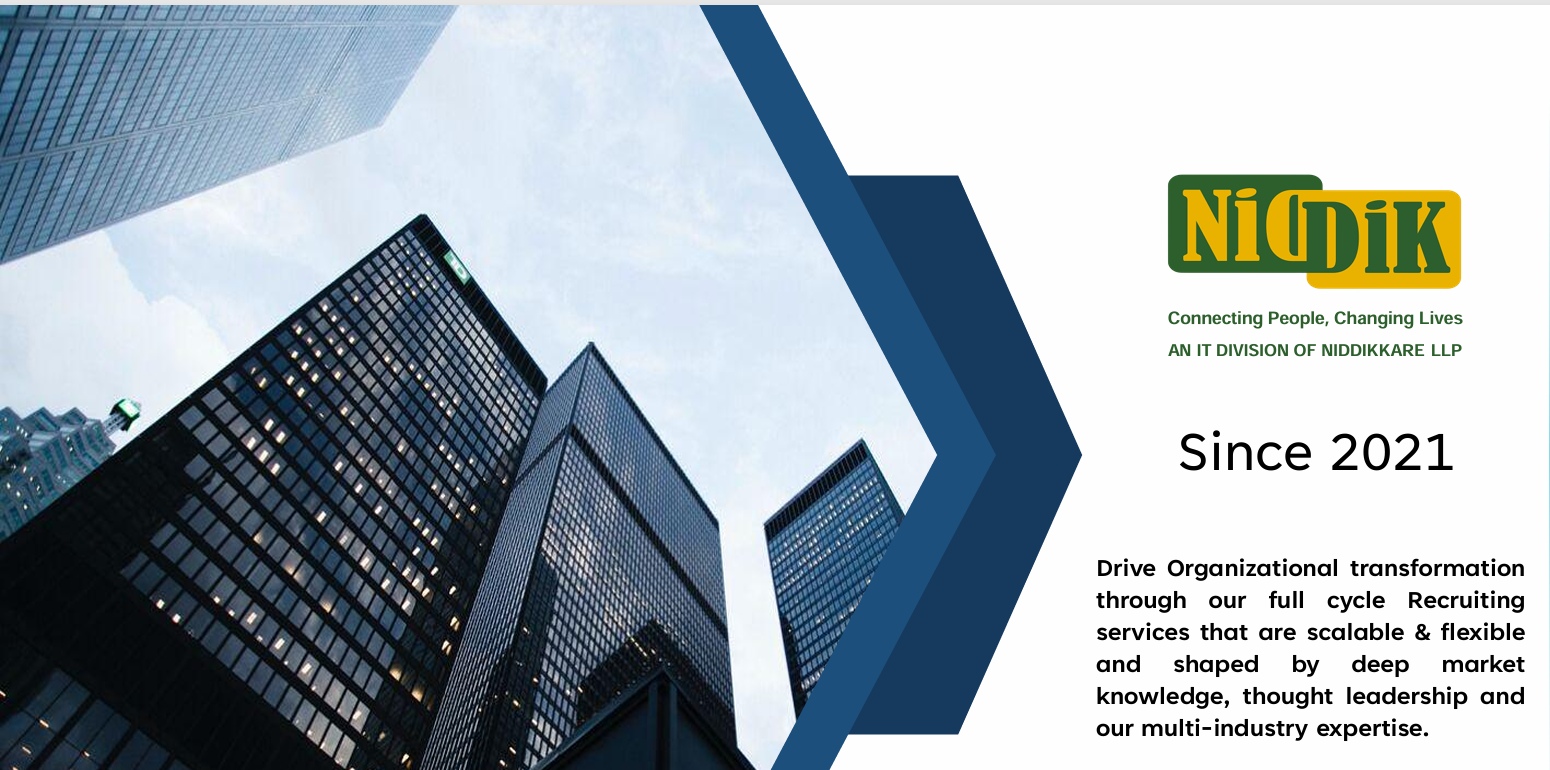 NiDDiK
Connecting People, Changing Lives
AN IT DIVISION OF NIDDIKKARE LLP
Since 2021
Drive Organizational transformation
through our full cycle Recruiting
services that are scalable & flexible
and shaped by deep market
knowledge, thought leadership and
our multi-industry expertise.